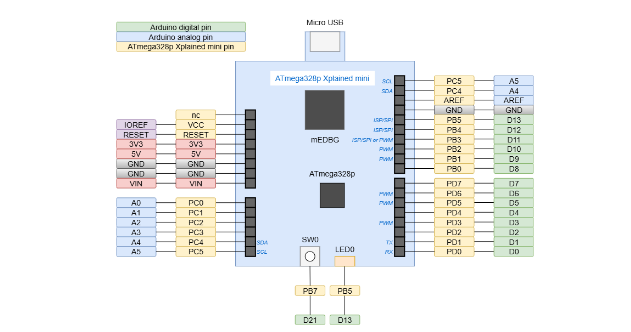 Micro USB
Arduino digital pin
Arduino analog pin
ATmega328p Xplained mini pin
ATmega328p Xplained mini
mEDBG
ATmega328p
nc
IOREF VCC
RESET RESET
3V3 3V3
5V 5V
GND GND
GND GND
VIN VIN
A0 PC0
A1 PC1
A2 PC2
A3 PC3
A4 PC4 SDA
A5 PC5 SCL
SCL PC5 A5
SDA PC4 A4
AREF AREF
GND GND
ISP/SPI PB5 D13
ISP/SPI PB4 D12
ISP/SPI or PWM PB3 D11
PWM PB2 D10
PWM PB1 D9
PB0 D8
PD7 D7
PWM PD6 D6
PWM PD5 D5
PD4 D4
PWM PD3 D3
PD2 D2
TX PD1 D1
RX PD0 D0
SW0 LED0
PB7 PB5
D21 D13